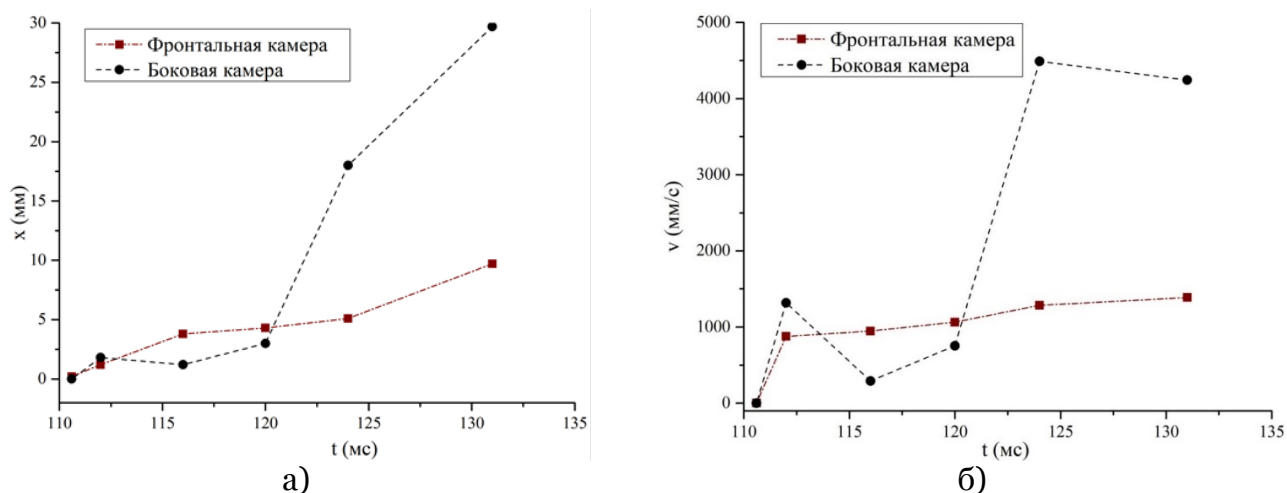 30
25
20
15
10
5
0
x (мм)
Фронтальная камера
Боковая камера
110 115 120 125 130 135
t (мс)
а)
5000
4000
3000
2000
1000
0
v (мм/с)
Фронтальная камера
Боковая камера
110 115 120 125 130 135
t (мс)
б)